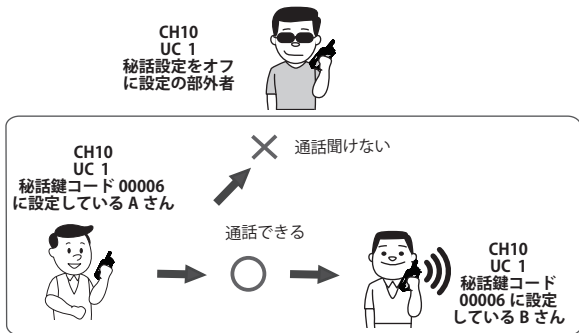 CH10
UC 1
秘話設定をオフ
に設定の部外者
通話聞けない
CH10
UC 1
秘話鍵コード 00006
に設定している A さん
通話できる
CH10
UC 1
秘話鍵コード
00006 に設定
している B さん